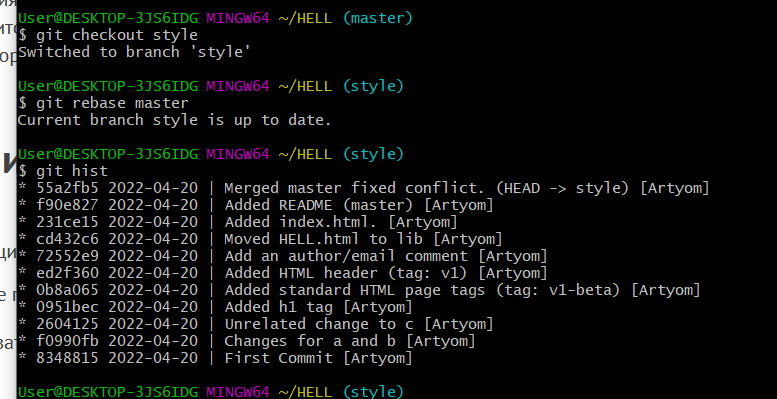 User@DESKTOP-3JS6IDG MINGW64 ~/HELL (master)
$ git checkout style
Switched to branch 'style'
User@DESKTOP-3JS6IDG MINGW64 ~/HELL (style)
$ git rebase master
Current branch style is up to date.
User@DESKTOP-3JS6IDG MINGW64 ~/HELL (style)
$ git hist
* 55a2fb5 2022-04-20 | Merged master fixed conflict. (HEAD -> style) [Artyom]
* f90e827 2022-04-20 | Added README (master) [Artyom]
* 231ce15 2022-04-20 | Added index.html. [Artyom]
* cd432c6 2022-04-20 | Moved HELL.html to lib [Artyom]
* 72552e9 2022-04-20 | Add an author/email comment [Artyom]
* ed2f360 2022-04-20 | Added HTML header (tag: v1) [Artyom]
* 0b8a065 2022-04-20 | Added standard HTML page tags (tag: v1-beta) [Artyom]
* 0951bec 2022-04-20 | Added h1 tag [Artyom]
* 2604125 2022-04-20 | Unrelated change to c [Artyom]
* f0990fb 2022-04-20 | Changes for a and b [Artyom]
* 8348815 2022-04-20 | First Commit [Artyom]
User@DESKTOP-3JS6IDG MINGW64 ~/HELL (style)